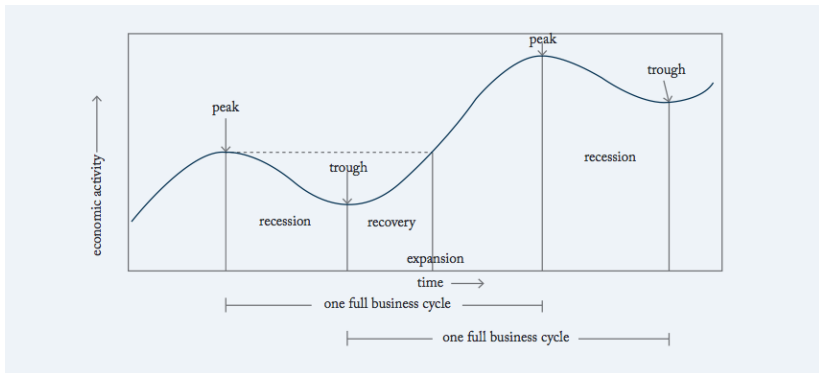 peak
trough
peak
trough
recession
recession
recovery
expansion
economic activity
time
one full business cycle
one full business cycle